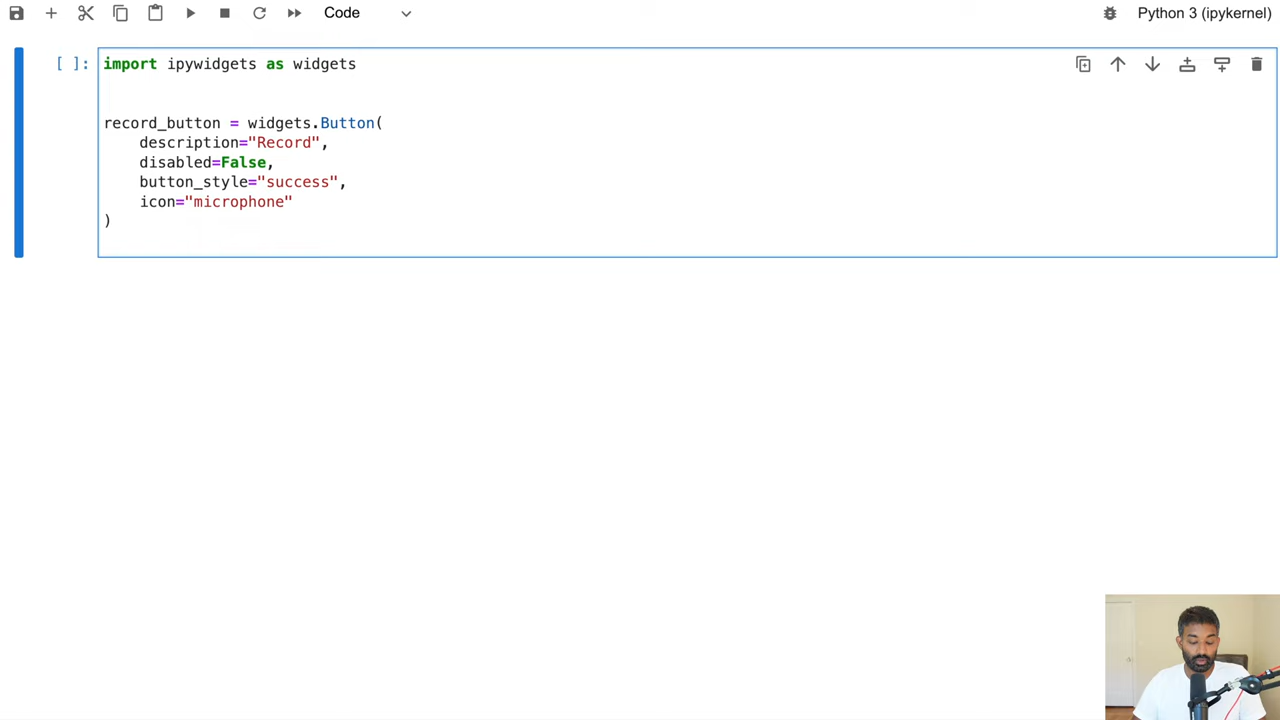 Code
Python 3 (ipykernel)
[ ]:
import ipywidgets as widgets
record_button = widgets.Button(
    description="Record",
    disabled=False,
    button_style="success",
    icon="microphone"
)